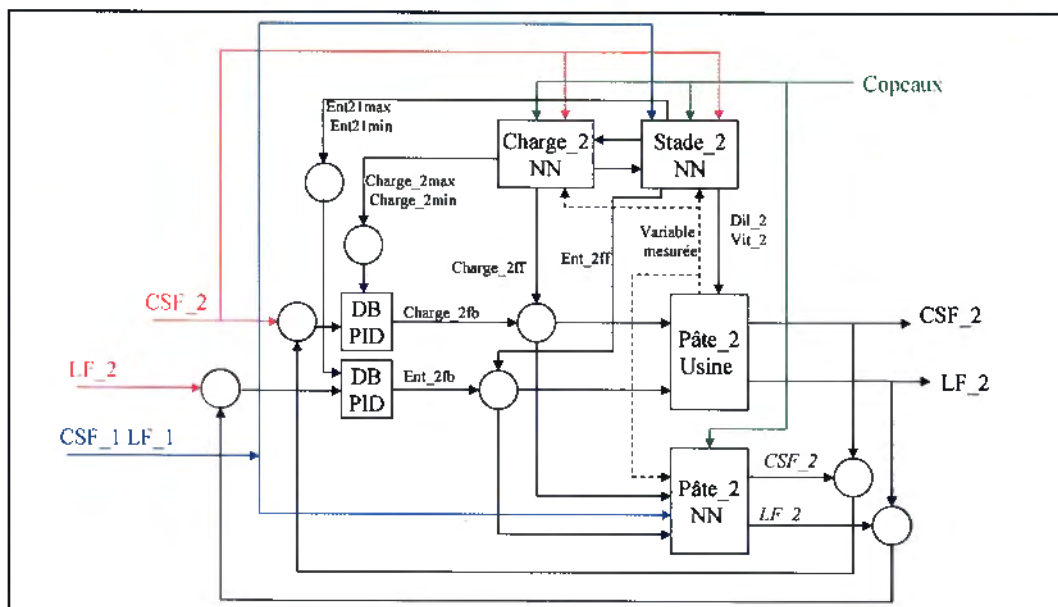 Copeaux
Ent21max
Ent21min
Charge_2
NN
Stade_2
NN
Charge_2max
Charge_2min
Variable
mesurée
Dil_2
Vit_2
Ent_2ff
Charge_2ff
CSF_2
DB
PID
Charge_2fb
Pâte_2
Usine
CSF_2
LF_2
DB
PID
Ent_2fb
LF_2
CSF_1 LF_1
Pâte_2
NN
CSF_2
LF_2